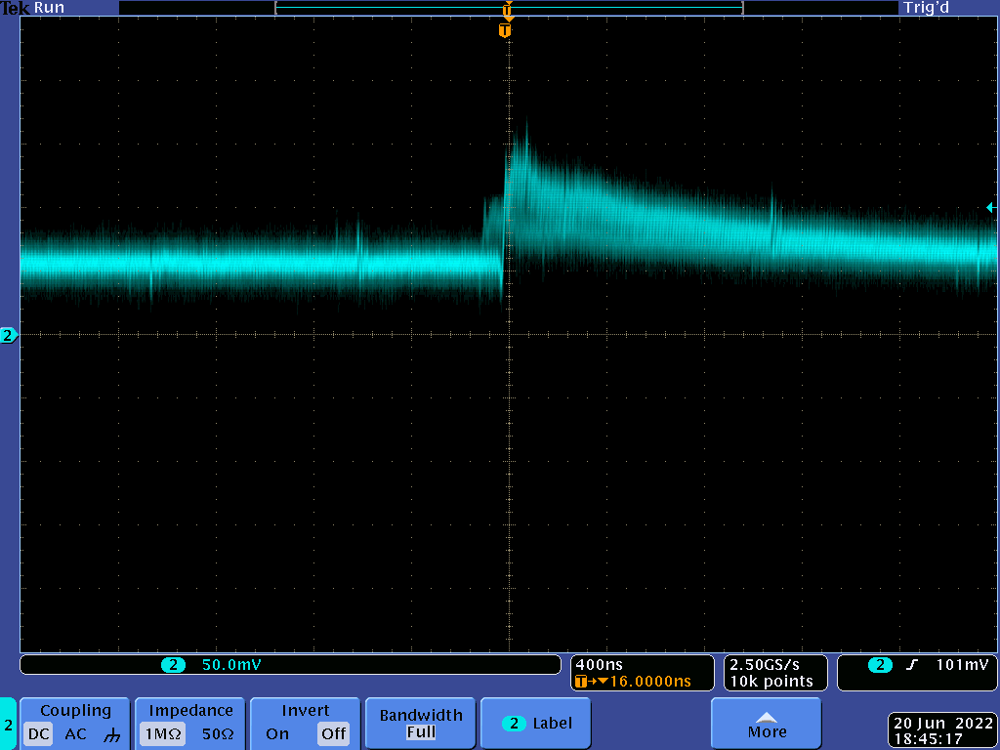 Tek Run Trig'd
T
T
2
2 50.0mV
400ns
T→▼16.0000ns
2.50GS/s
10k points
2 101mV
2
Coupling
DC AC
Impedance
1MΩ 50Ω
Invert
On Off
Bandwidth
Full
2 Label
More
20 Jun 2022
18:45:17